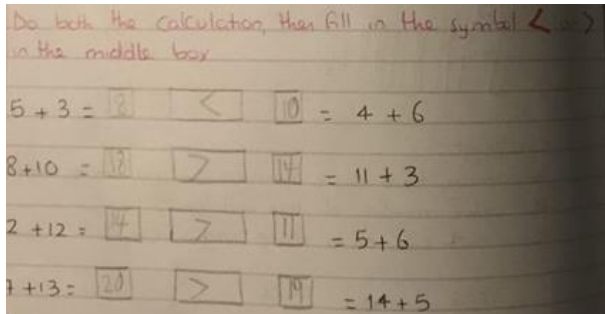 Do both the calculation, then fill in the symbol < or >
in the middle box
5 + 3 = 8 < 10 = 4 + 6
8 + 10 = 18 > 14 = 11 + 3
2 + 12 = 14 > 11 = 5 + 6
7 + 13 = 20 > 19 = 14 + 5